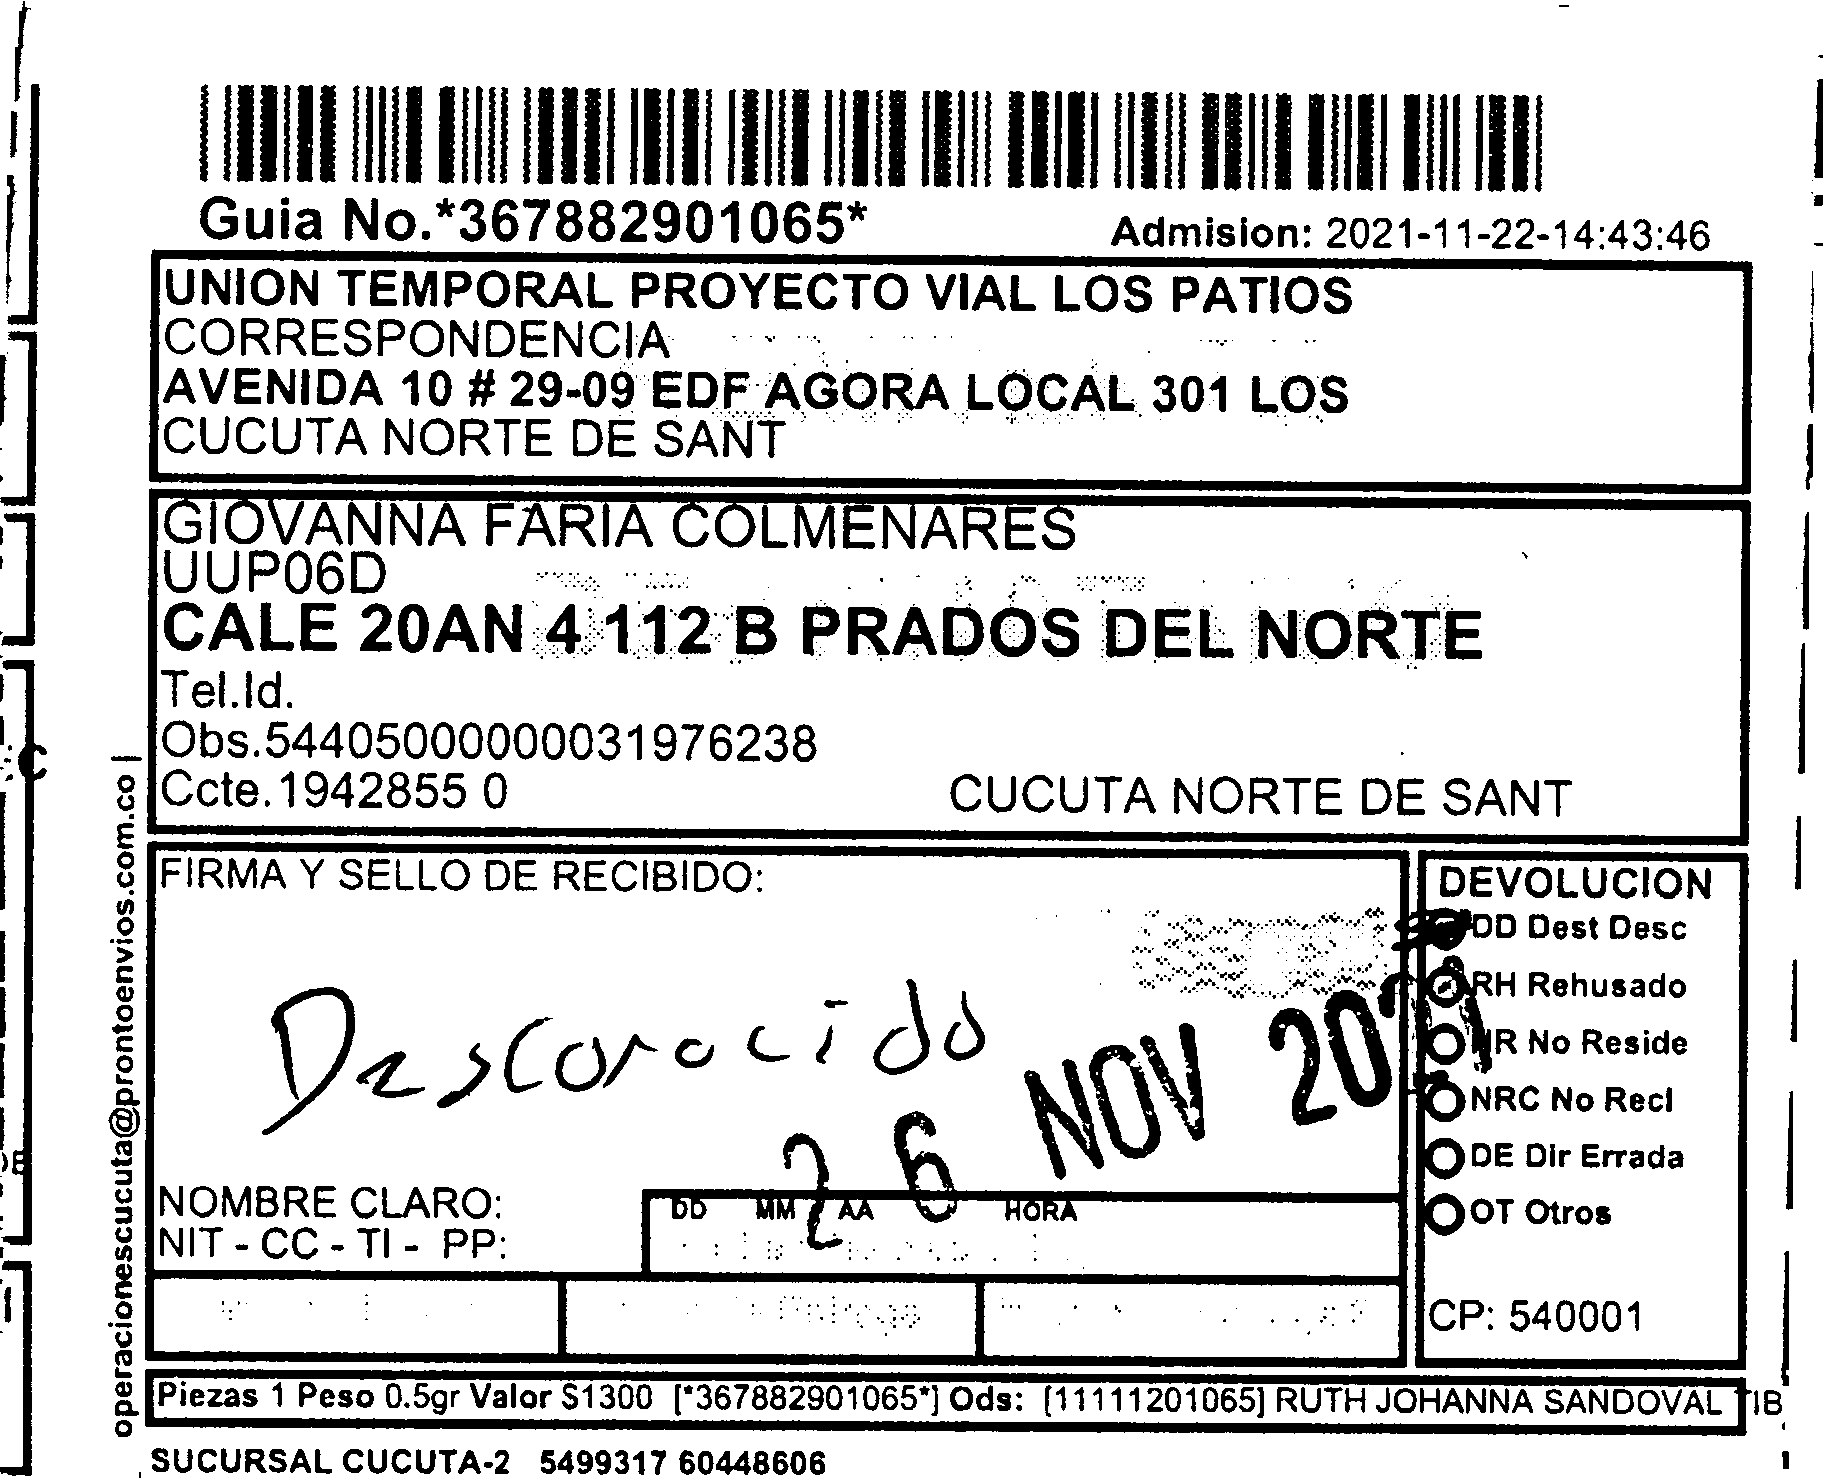 Guia No.*367882901065*
Admision: 2021-11-22-14:43:46
UNION TEMPORAL PROYECTO VIAL LOS PATIOS
CORRESPONDENCIA
AVENIDA 10 # 29-09 EDF AGORA LOCAL 301 LOS
CUCUTA NORTE DE SANT
GIOVANNA FARIA COLMENARES
UUP06D
CALE 20AN 4 112 B PRADOS DEL NORTE
Tel.Id.
Obs.544050000000031976238
Ccte.1942855 0
CUCUTA NORTE DE SANT
operacionescucuta@prontoenvios.com.co |
FIRMA Y SELLO DE RECIBIDO:
Desconocido
26 NOV 2021
NOMBRE CLARO:
NIT - CC - TI - PP:
DD MM AA HORA
DEVOLUCION
DD Dest Desc
RH Rehusado
NR No Reside
NRC No Recl
DE Dir Errada
OT Otros
CP: 540001
Piezas 1 Peso 0.5gr Valor $1300 [*367882901065*] Ods: [11111201065] RUTH JOHANNA SANDOVAL TIB
SUCURSAL CUCUTA-2 5499317 60448606